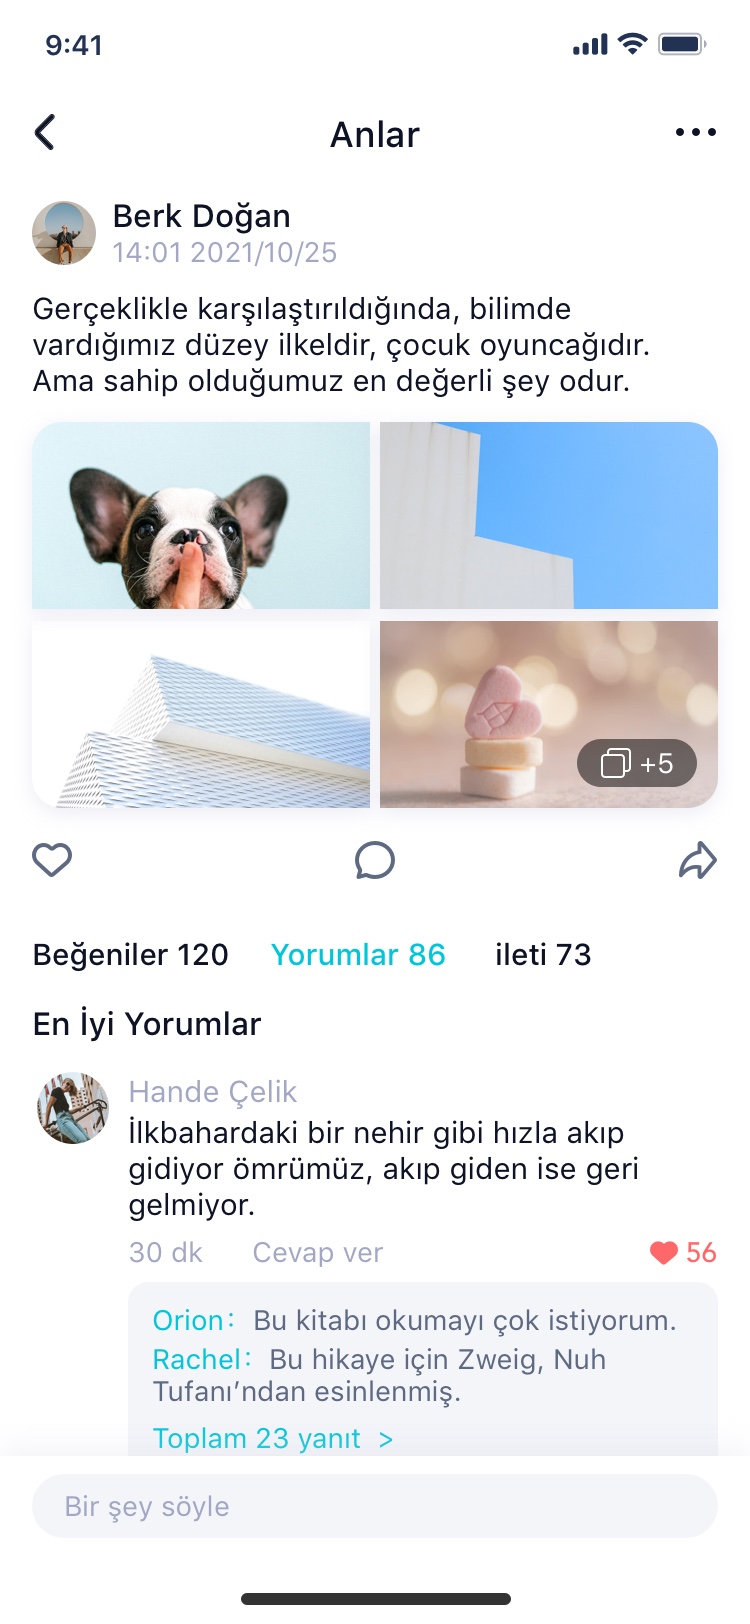 9:41
Anlar
Berk Doğan
14:01 2021/10/25
Gerçeklikle karşılaştırıldığında, bilimde
vardığımız düzey ilkeldir, çocuk oyuncağıdır.
Ama sahip olduğumuz en değerli şey odur.
+5
Beğeniler 120 Yorumlar 86 ileti 73
En İyi Yorumlar
Hande Çelik
İlkbahardaki bir nehir gibi hızla akıp
gidiyor ömrümüz, akıp giden ise geri
gelmiyor.
30 dk Cevap ver 56
Orion: Bu kitabı okumayı çok istiyorum.
Rachel: Bu hikaye için Zweig, Nuh
Tufanı’ndan esinlenmiş.
Toplam 23 yanıt >
Bir şey söyle